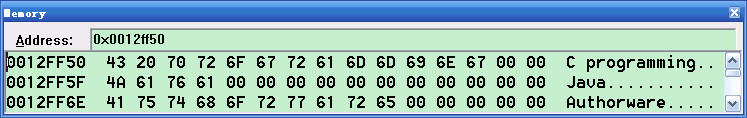 Memory
Address: 0x0012ff50
0012FF50 43 20 70 72 6F 67 72 61 6D 6D 69 6E 67 00 00 C programming..
0012FF5F 4A 61 76 61 00 00 00 00 00 00 00 00 00 00 00 Java...........
0012FF6E 41 75 74 68 6F 72 77 61 72 65 00 00 00 00 00 Authorware.....